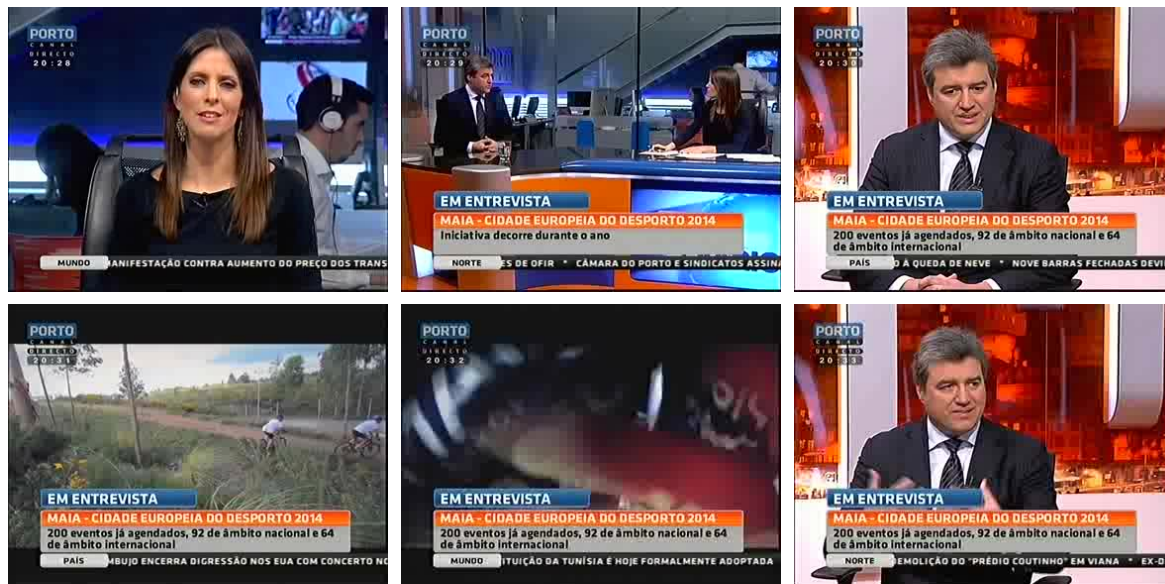 PORTO
CANAL
DIRECTO
20:28
MUNDO
MANIFESTAÇÃO CONTRA AUMENTO DO PREÇO DOS TRANS
PORTO
CANAL
DIRECTO
20:29
EM ENTREVISTA
MAIA - CIDADE EUROPEIA DO DESPORTO 2014
Iniciativa decorre durante o ano
NORTE
ES DE OFIR * CÂMARA DO PORTO E SINDICATOS ASSINA
PORTO
CANAL
DIRECTO
20:30
EM ENTREVISTA
MAIA - CIDADE EUROPEIA DO DESPORTO 2014
200 eventos já agendados, 92 de âmbito nacional e 64
de âmbito internacional
PAÍS
O À QUEDA DE NEVE * NOVE BARRAS FECHADAS DEVI
PORTO
CANAL
DIRECTO
20:31
EM ENTREVISTA
MAIA - CIDADE EUROPEIA DO DESPORTO 2014
200 eventos já agendados, 92 de âmbito nacional e 64
de âmbito internacional
PAÍS
MBUJO ENCERRA DIGRESSÃO NOS EUA COM CONCERTO NO
PORTO
CANAL
DIRECTO
20:32
EM ENTREVISTA
MAIA - CIDADE EUROPEIA DO DESPORTO 2014
200 eventos já agendados, 92 de âmbito nacional e 64
de âmbito internacional
MUNDO
TITUIÇÃO DA TUNÍSIA É HOJE FORMALMENTE ADOPTADA
PORTO
CANAL
DIRECTO
20:33
EM ENTREVISTA
MAIA - CIDADE EUROPEIA DO DESPORTO 2014
200 eventos já agendados, 92 de âmbito nacional e 64
de âmbito internacional
NORTE
DEMOLIÇÃO DO "PRÉDIO COUTINHO" EM VIANA * EX-D